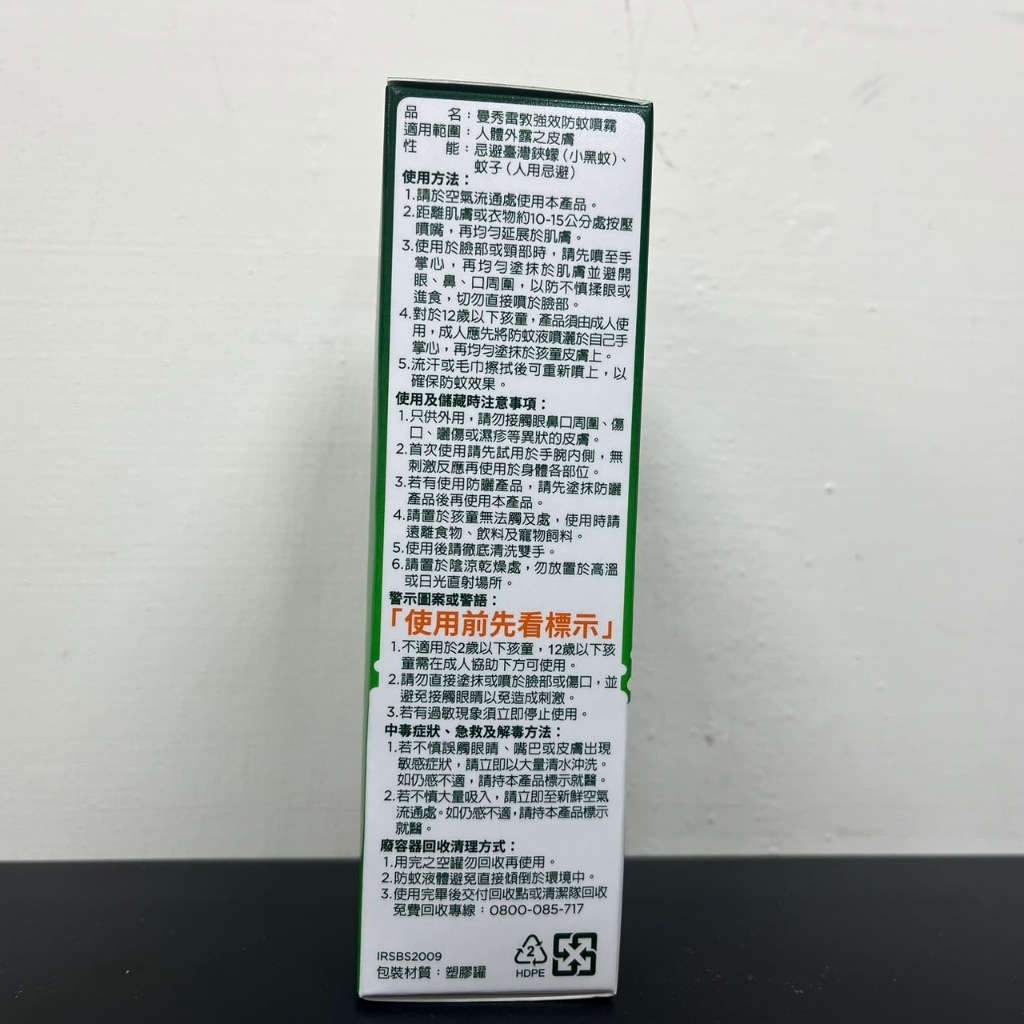 品　　名：曼秀雷敦強效防蚊噴霧
適用範圍：人體外露之皮膚
性　　能：忌避臺灣鋏蠓(小黑蚊)、
蚊子(人用忌避)
使用方法：
1.請於空氣流通處使用本產品。
2.距離肌膚或衣物約10-15公分處按壓
噴嘴，再均勻延展於肌膚。
3.使用於臉部或頸部時，請先噴至手
掌心，再均勻塗抹於肌膚並避開
眼、鼻、口周圍，以防不慎揉眼或
進食，切勿直接噴於臉部。
4.對於12歲以下孩童，產品須由成人使
用，成人應先將防蚊液噴灑於自己手
掌心，再均勻塗抹於孩童皮膚上。
5.流汗或毛巾擦拭後可重新噴上，以
確保防蚊效果。
使用及儲藏時注意事項：
1.只供外用，請勿接觸眼鼻口周圍、傷
口、曬傷或濕疹等異狀的皮膚。
2.首次使用請先試用於手腕內側，無
刺激反應再使用於身體各部位。
3.若有使用防曬產品，請先塗抹防曬
產品後再使用本產品。
4.請置於孩童無法觸及處，使用時請
遠離食物、飲料及寵物飼料。
5.使用後請徹底清洗雙手。
6.請置於陰涼乾燥處，勿放置於高溫
或日光直射場所。
警示圖案或警語：
「使用前先看標示」
1.不適用於2歲以下孩童，12歲以下孩
童需在成人協助下方可使用。
2.請勿直接塗抹或噴於臉部或傷口，並
避免接觸眼睛以免造成刺激。
3.若有過敏現象須立即停止使用。
中毒症狀、急救及解毒方法：
1.若不慎誤觸眼睛、嘴巴或皮膚出現
敏感症狀，請立即以大量清水沖洗。
如仍感不適，請持本產品標示就醫。
2.若不慎大量吸入，請立即至新鮮空氣
流通處。如仍感不適，請持本產品標示
就醫。
廢容器回收清理方式：
1.用完之空罐勿回收再使用。
2.防蚊液體避免直接傾倒於環境中。
3.使用完畢後交付回收點或清潔隊回收
免費回收專線：0800-085-717
IRSBS2009
包裝材質：塑膠罐
2
HDPE